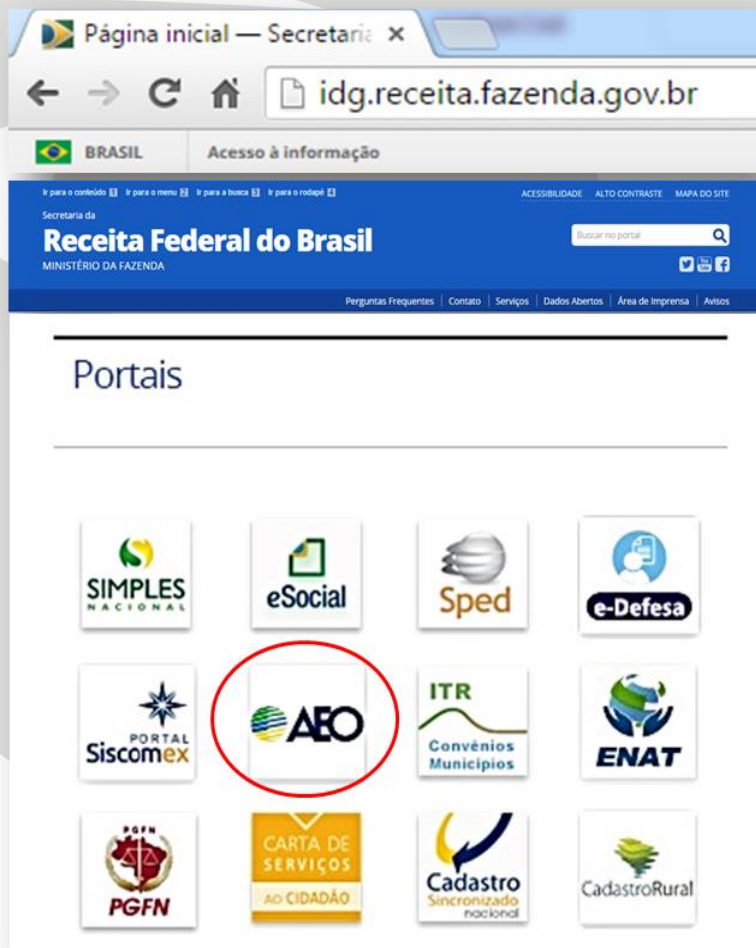 Página inicial — Secretaria
idg.receita.fazenda.gov.br
BRASIL Acesso à informação
Ir para o conteúdo 1 Ir para o menu 2 Ir para a busca 3 Ir para o rodapé 4 ACESSIBILIDADE ALTO CONTRASTE MAPA DO SITE
Secretaria da
Receita Federal do Brasil
MINISTÉRIO DA FAZENDA
Buscar no portal
You Tube
Perguntas Frequentes | Contato | Serviços | Dados Abertos | Área de Imprensa | Avisos
Portais
SIMPLES
NACIONAL
eSocial
Sped
e-Defesa
PORTAL
Siscomex
AEO
ITR
Convênios
Municípios
ENAT
PGFN
PGFN
CARTA DE
SERVIÇOS
AO CIDADÃO
Cadastro
Sincronizado
nacional
CadastroRural